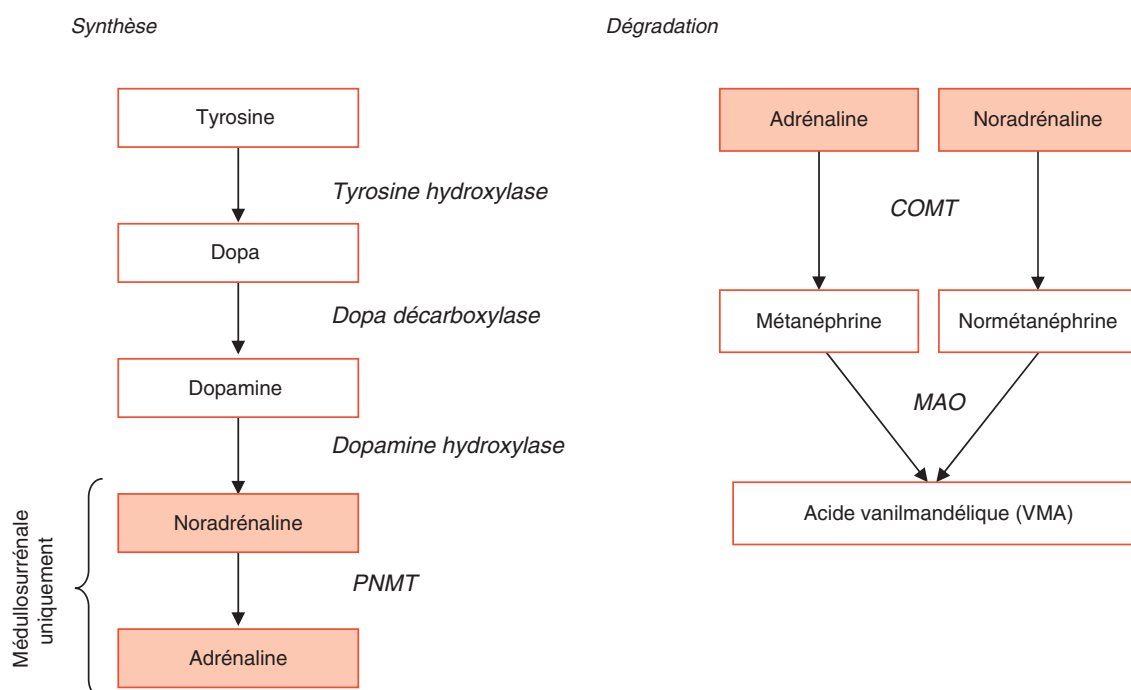 Synthèse
Tyrosine
Tyrosine hydroxylase
Dopa
Dopa décarboxylase
Dopamine
Dopamine hydroxylase
Noradrénaline
PNMT
Adrénaline
Médullosurrénale
uniquement
Dégradation
Adrénaline
Noradrénaline
COMT
Métanéphrine
Normétanéphrine
MAO
Acide vanilmandélique (VMA)